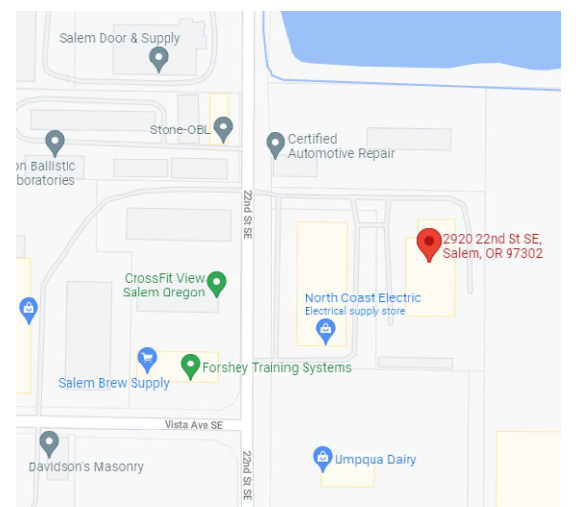 Salem Door & Supply
Stone-OBL
Certified
Automotive Repair
on Ballistic
boratories
22nd St SE
2920 22nd St SE,
Salem, OR 97302
CrossFit View
Salem Oregon
North Coast Electric
Electrical supply store
Forshey Training Systems
Salem Brew Supply
Vista Ave SE
Davidson's Masonry
22nd St SE
Umpqua Dairy